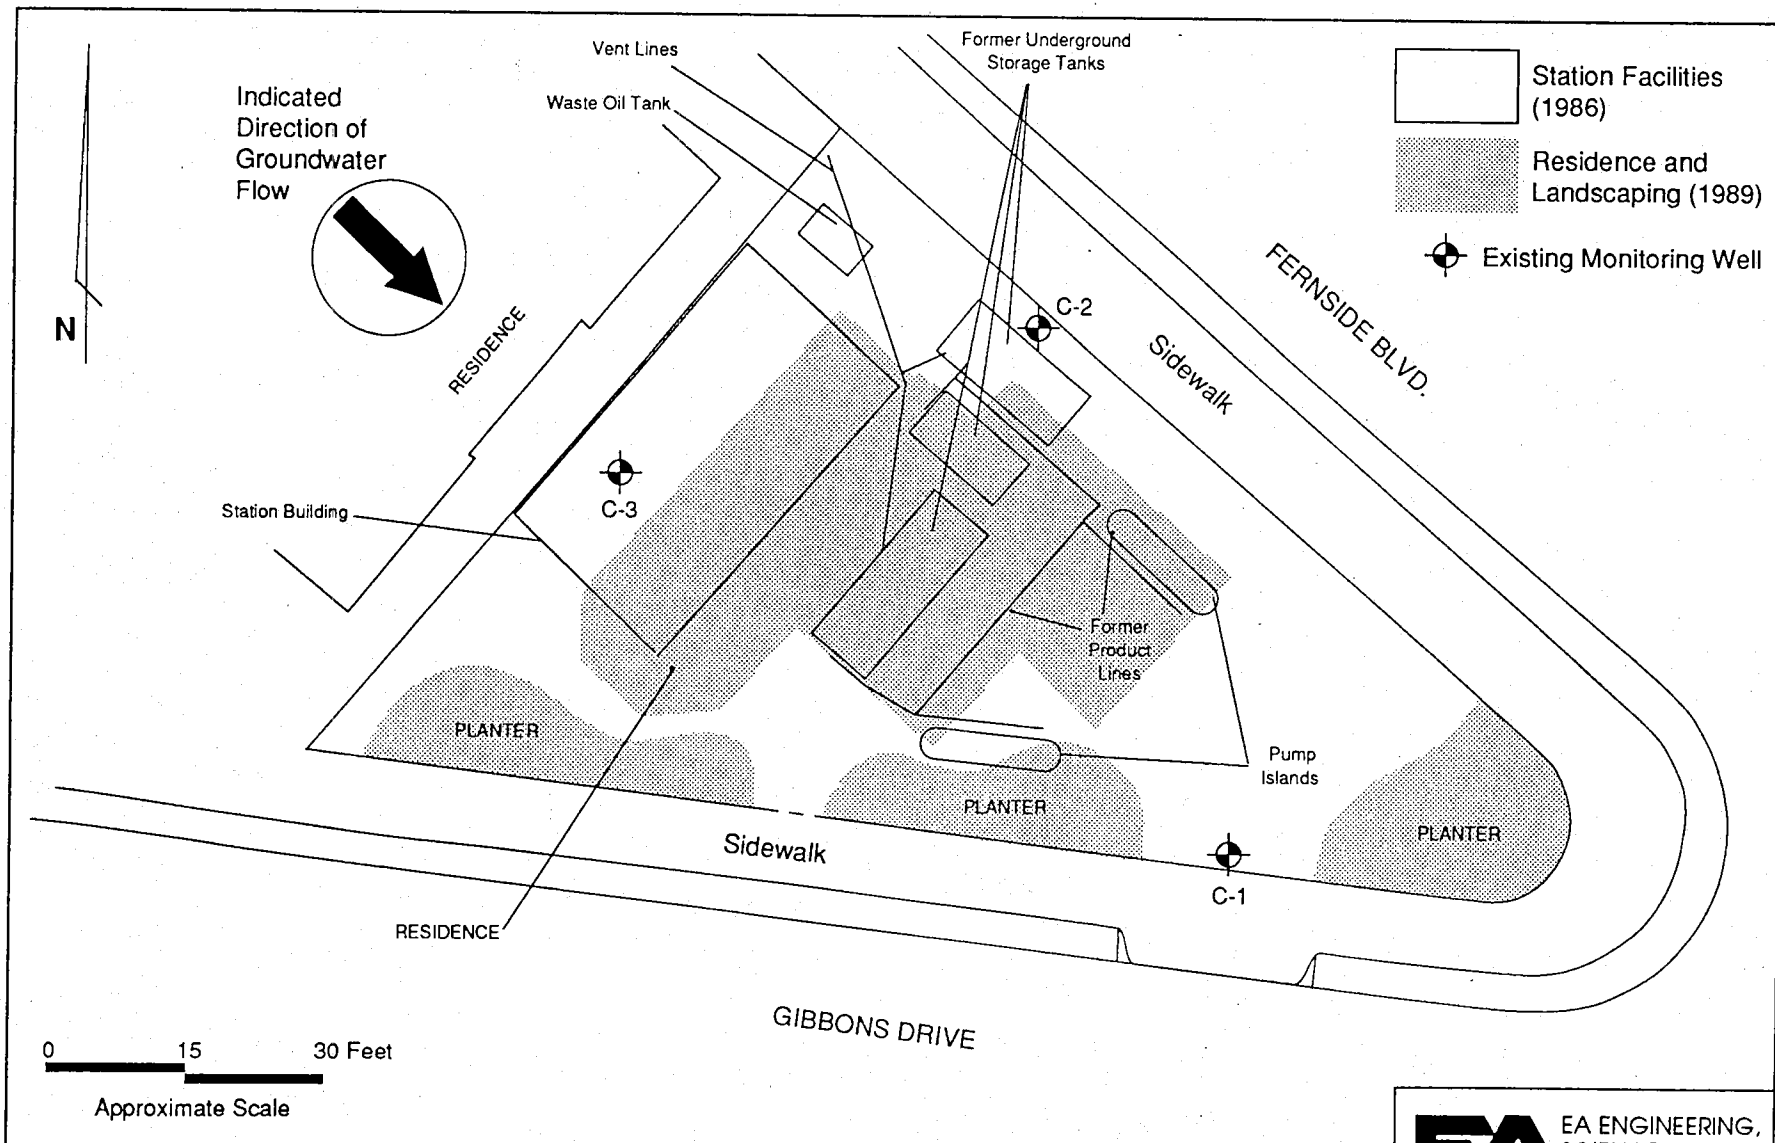 Vent Lines
Former Underground
Storage Tanks
Waste Oil Tank
Indicated
Direction of
Groundwater
Flow
Station Facilities
(1986)
Residence and
Landscaping (1989)
Existing Monitoring Well
N
RESIDENCE
C-2
Sidewalk
FERNSIDE BLVD.
C-3
Station Building
Former
Product
Lines
PLANTER
Pump
Islands
PLANTER
PLANTER
Sidewalk
C-1
RESIDENCE
GIBBONS DRIVE
0 15 30 Feet
Approximate Scale
EA
EA ENGINEERING,